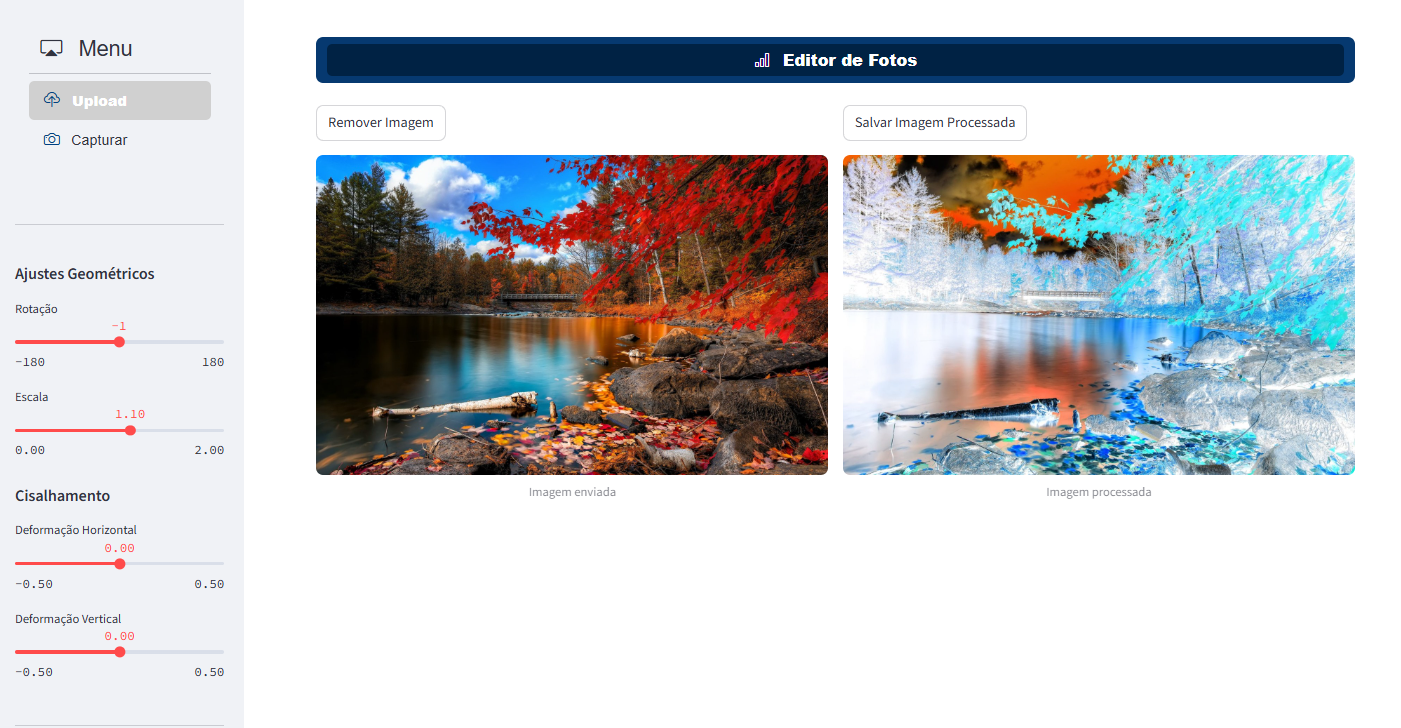 Menu
Upload
Capturar
Ajustes Geométricos
Rotação
-1
-180 180
Escala
1.10
0.00 2.00
Cisalhamento
Deformação Horizontal
0.00
-0.50 0.50
Deformação Vertical
0.00
-0.50 0.50
Editor de Fotos
Remover Imagem
Salvar Imagem Processada
Imagem enviada
Imagem processada